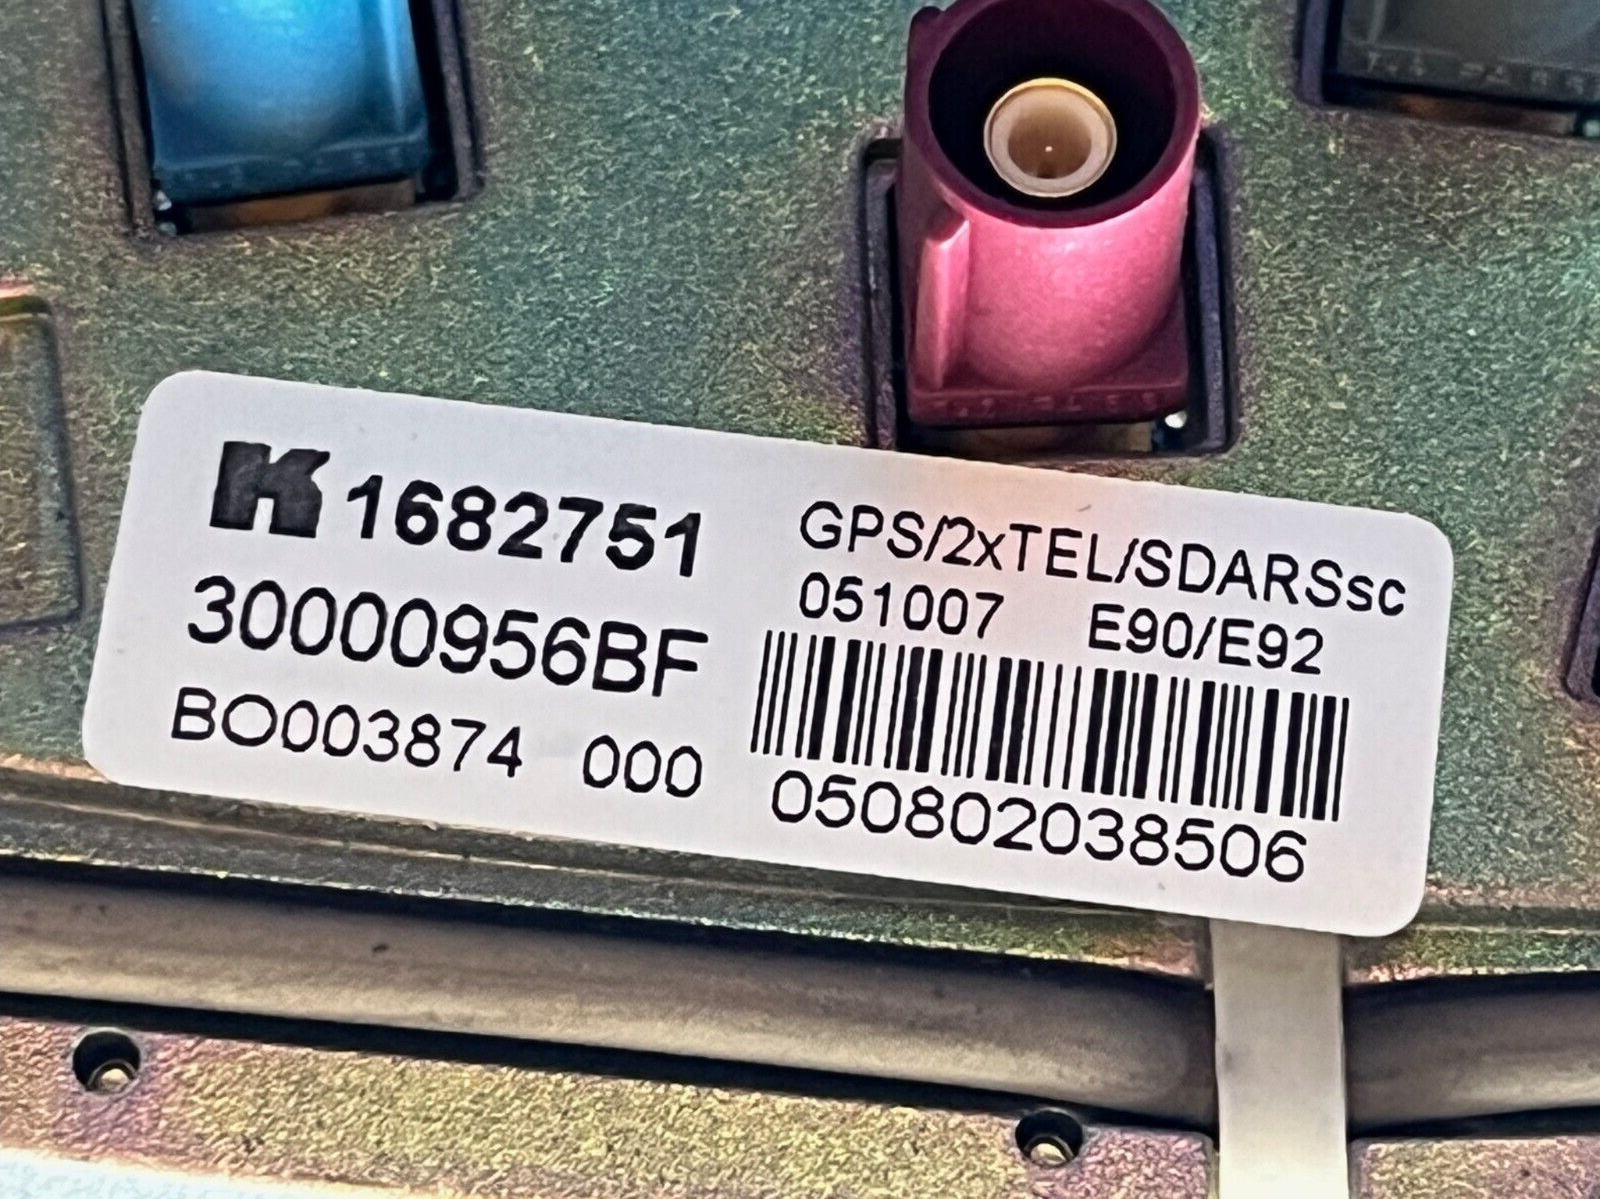 K 1682751
30000956BF
BO003874 000
GPS/2xTEL/SDARSsc
051007 E90/E92
050802038506